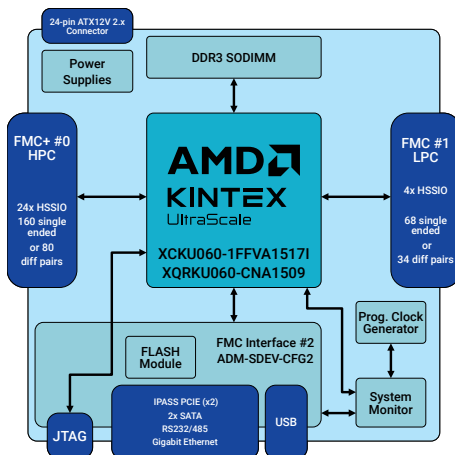 24-pin ATX12V 2.x
Connector
Power
Supplies
DDR3 SODIMM
FMC+ #0
HPC
24x HSSIO
160 single
ended
or 80
diff pairs
AMD
KINTEX
UltraScale
XCKU060-1FFVA1517I
XQRKU060-CNA1509
FMC #1
LPC
4x HSSIO
68 single
ended
or
34 diff pairs
FMC Interface #2
ADM-SDEV-CFG2
FLASH
Module
Prog. Clock
Generator
System
Monitor
JTAG
IPASS PCIE (x2)
2x SATA
RS232/485
Gigabit Ethernet
USB